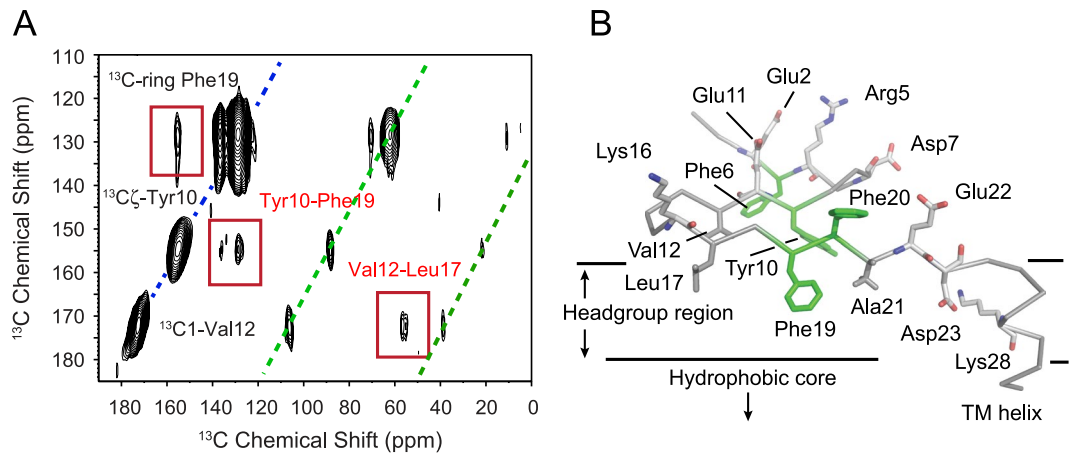 A
B
110
120
130
140
150
160
170
180
¹³C Chemical Shift (ppm)
¹³C-ring Phe19
¹³Cζ-Tyr10
Tyr10-Phe19
Val12-Leu17
¹³C1-Val12
180 160 140 120 100 80 60 40 20 0
¹³C Chemical Shift (ppm)
Glu2
Glu11
Arg5
Lys16
Asp7
Phe6
Phe20
Glu22
Val12
Tyr10
Leu17
Ala21
Headgroup region
Phe19
Asp23
Lys28
Hydrophobic core
TM helix